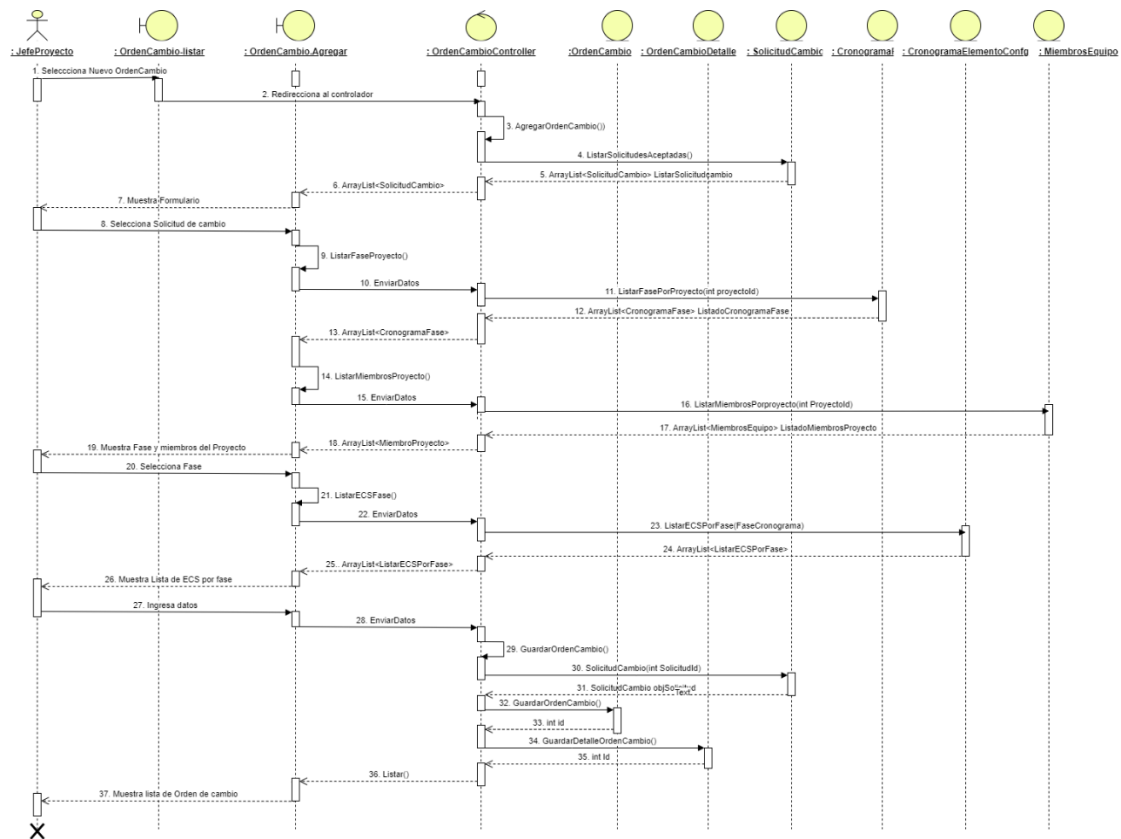 : JefeProyecto
: OrdenCambio-listar
: OrdenCambio.Agregar
: OrdenCambioController
:OrdenCambio
: OrdenCambioDetalle
: SolicitudCambio
: Cronograma
: CronogramaElementoConfg
: MiembrosEquipo
1. Selecccciona Nuevo OrdenCambio
2. Redirecciona al controlador
3. AgregarOrdenCambio())
4. ListarSolicitudesAceptadas()
5. ArrayList<SolicitudCambio> ListarSolicitudcambio
6. ArrayList<SolicitudCambio>
7. Muestra Formulario
8. Selecciona Solicitud de cambio
9. ListarFaseProyecto()
10. EnviarDatos
11. ListarFasePorProyecto(int proyectoId)
12. ArrayList<CronogramaFase> ListadoCronogramaFase
13. ArrayList<CronogramaFase>
14. ListarMiembrosProyecto()
15. EnviarDatos
16. ListarMiembrosPorproyecto(int ProyectoId)
17. ArrayList<MiembrosEquipo> ListadoMiembrosProyecto
18. ArrayList<MiembroProyecto>
19. Muestra Fase y miembros del Proyecto
20. Selecciona Fase
21. ListarECSFase()
22. EnviarDatos
23. ListarECSPorFase(FaseCronograma)
24. ArrayList<ListarECSPorFase>
25.. ArrayList<ListarECSPorFase>
26. Muestra Lista de ECS por fase
27. Ingresa datos
28. EnviarDatos
29. GuardarOrdenCambio()
30. SolicitudCambio(int SolicitudId)
31. SolicitudCambio objSolicitud
Text
32. GuardarOrdenCambio()
33. int id
34. GuardarDetalleOrdenCambio()
35. int Id
36. Listar()
37. Muestra lista de Orden de cambio